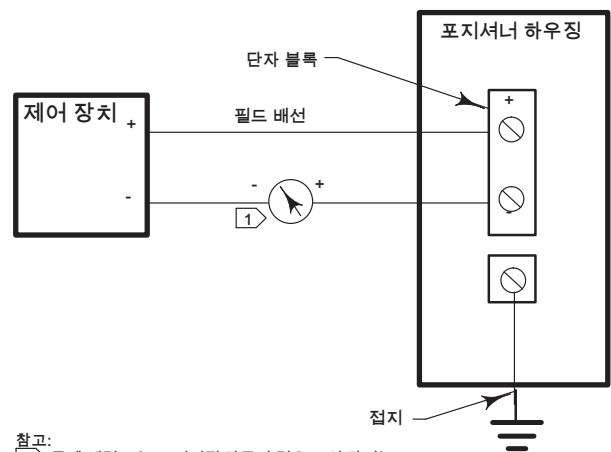 포지셔너 하우징
단자 블록
제어 장치
+
필드 배선
+
-
-
+
-
1
접지
참고: